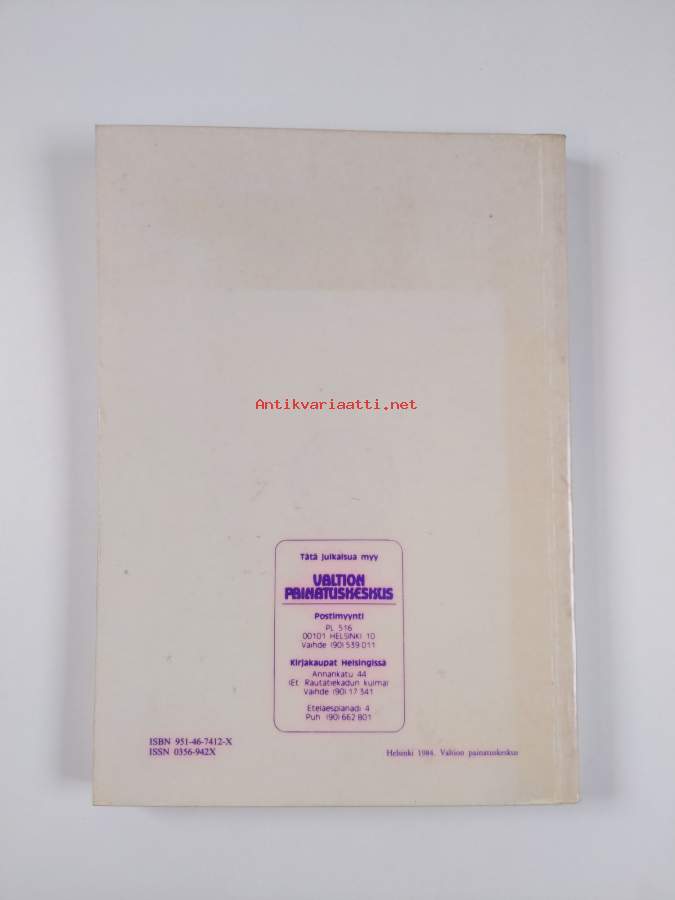 Antikvariaatti.net
Tätä julkaisua myy
VALTION
PAINATUSKESKUS
Postimyynti
PL 516
00101 HELSINKI 10
Vaihde (90) 539 011
Kirjakaupat Helsingissä
Annankatu 44
(Et. Rautatiekadun kulma)
Vaihde (90) 17 341
Eteläesplanadi 4
Puh. (90) 662 801
ISBN 951-46-7412-X
ISSN 0356-942X
Helsinki 1984. Valtion painatuskeskus